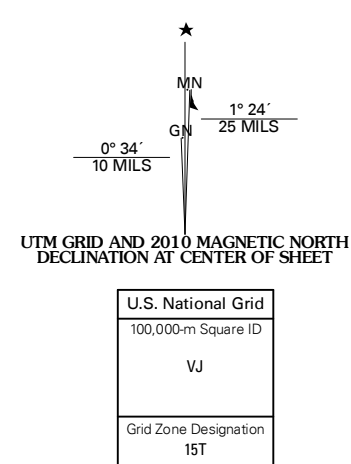 MN
1° 24´
25 MILS
GN
0° 34´
10 MILS
UTM GRID AND 2010 MAGNETIC NORTH
DECLINATION AT CENTER OF SHEET
U.S. National Grid
100,000-m Square ID
VJ
Grid Zone Designation
15T